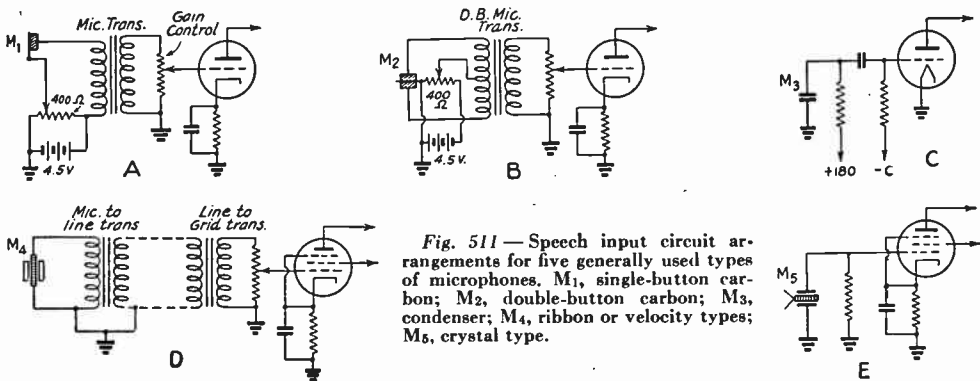 Mic. Trans.
Gain
Control
M1
400 Ω
4.5V
A
D.B. Mic.
Trans.
M2
400
Ω
4.5 V.
B
M3
+180
-C
C
Mic. to
line trans
Line to
Grid trans.
M4
D
Fig. 511 — Speech input circuit ar-
rangements for five generally used types
of microphones. M1, single-button car-
bon; M2, double-button carbon; M3,
condenser; M4, ribbon or velocity types;
M5, crystal type.
M5
E